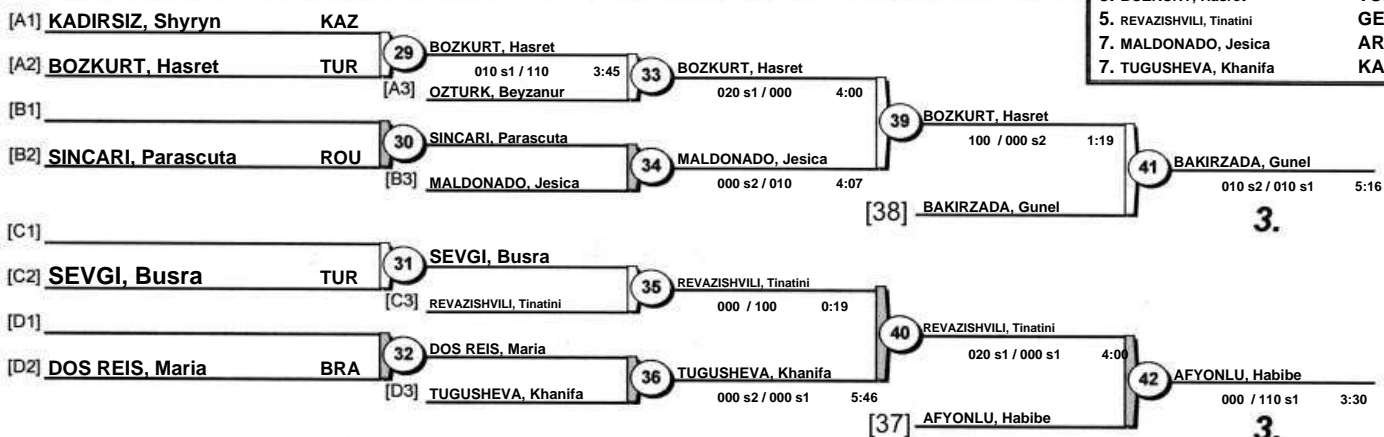 5. REVAZISHVILI, Tinatini GE
7. MALDONADO, Jesica AR
7. TUGUSHEVA, Khanifa KA
[A1] KADIRSIZ, Shyryn KAZ
29 BOZKURT, Hasret
[A2] BOZKURT, Hasret TUR
010 s1 / 110 3:45
33 BOZKURT, Hasret
[A3] OZTURK, Beyzanur
020 s1 / 000 4:00
[B1]
39 BOZKURT, Hasret
30 SINCARI, Parascuta
100 / 000 s2 1:19
[B2] SINCARI, Parascuta ROU
34 MALDONADO, Jesica
41 BAKIRZADA, Gunel
[B3] MALDONADO, Jesica
000 s2 / 010 4:07
010 s2 / 010 s1 5:16
[38] BAKIRZADA, Gunel
3.
[C1]
31 SEVGI, Busra
[C2] SEVGI, Busra TUR
35 REVAZISHVILI, Tinatini
[C3] REVAZISHVILI, Tinatini
000 / 100 0:19
[D1]
40 REVAZISHVILI, Tinatini
32 DOS REIS, Maria
020 s1 / 000 s1 4:00
[D2] DOS REIS, Maria BRA
36 TUGUSHEVA, Khanifa
42 AFYONLU, Habibe
[D3] TUGUSHEVA, Khanifa
000 s2 / 000 s1 5:46
000 / 110 s1 3:30
[37] AFYONLU, Habibe
3.